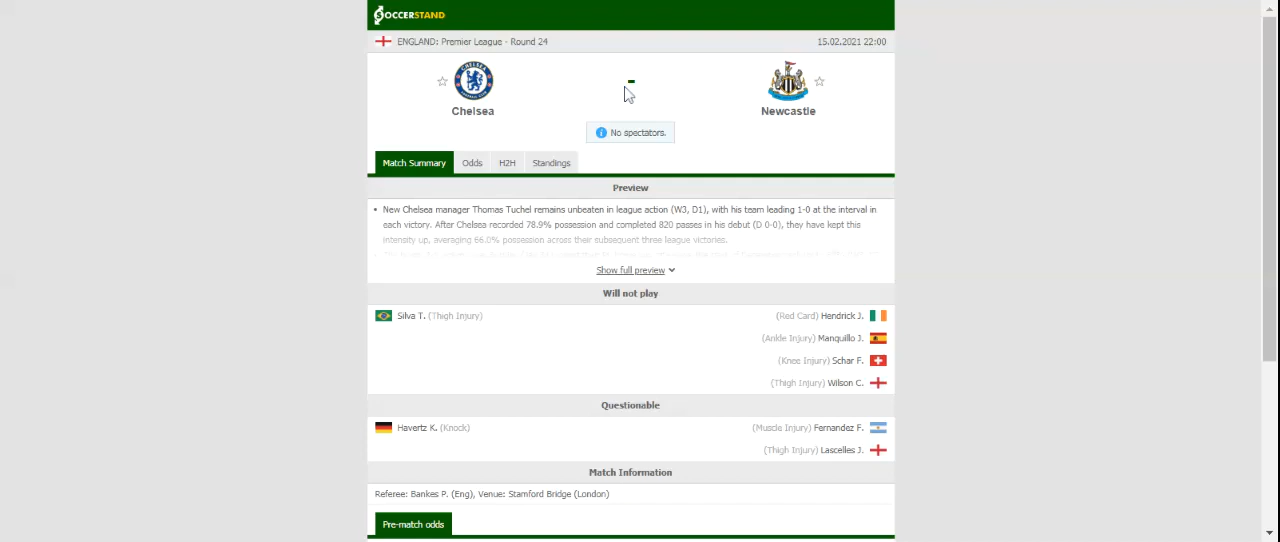 SOCCERSTAND
ENGLAND: Premier League - Round 24 15.02.2021 22:00
-
Chelsea Newcastle
No spectators.
Match Summary Odds H2H Standings
Preview
• New Chelsea manager Thomas Tuchel remains unbeaten in league action (W3, D1), with his team leading 1-0 at the interval in
each victory. After Chelsea recorded 78.9% possession and completed 820 passes in his debut (D 0-0), they have kept this
intensity up, averaging 66.0% possession across their subsequent three league victories.
Show full preview
Will not play
Silva T. (Thigh Injury) (Red Card) Hendrick J.
(Ankle Injury) Manquillo J.
(Knee Injury) Schar F.
(Thigh Injury) Wilson C.
Questionable
Havertz K. (Knock) (Muscle Injury) Fernandez F.
(Thigh Injury) Lascelles J.
Match Information
Referee: Bankes P. (Eng), Venue: Stamford Bridge (London)
Pre-match odds